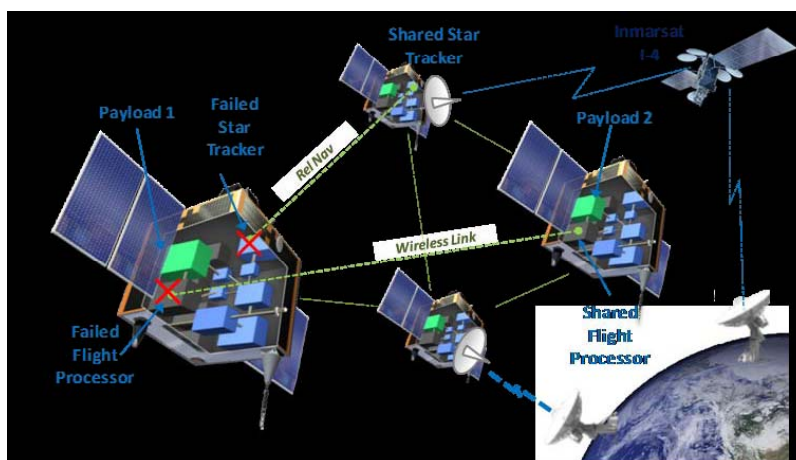 Shared Star
Tracker
Inmarsat
I-4
Payload 1
Failed
Star
Tracker
Payload 2
Rel Nav
Wireless Link
Failed
Flight
Processor
Shared
Flight
Processor